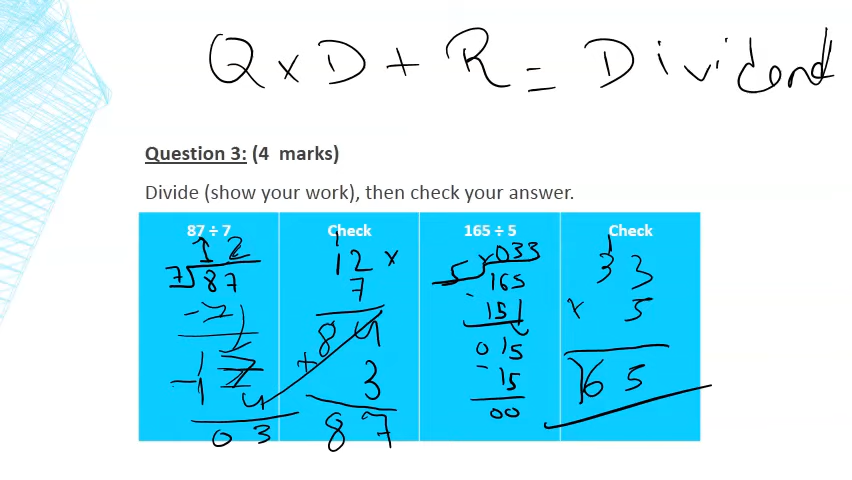 Q x D + R = Dividend
Question 3: (4 marks)
Divide (show your work), then check your answer.
87 ÷ 7
12
7 87
- 7
17
- 14
03
Check
1
12 x
7
84
+ 3
87
165 ÷ 5
033
5 165
- 15
015
- 15
00
Check
1
33
x 5
165